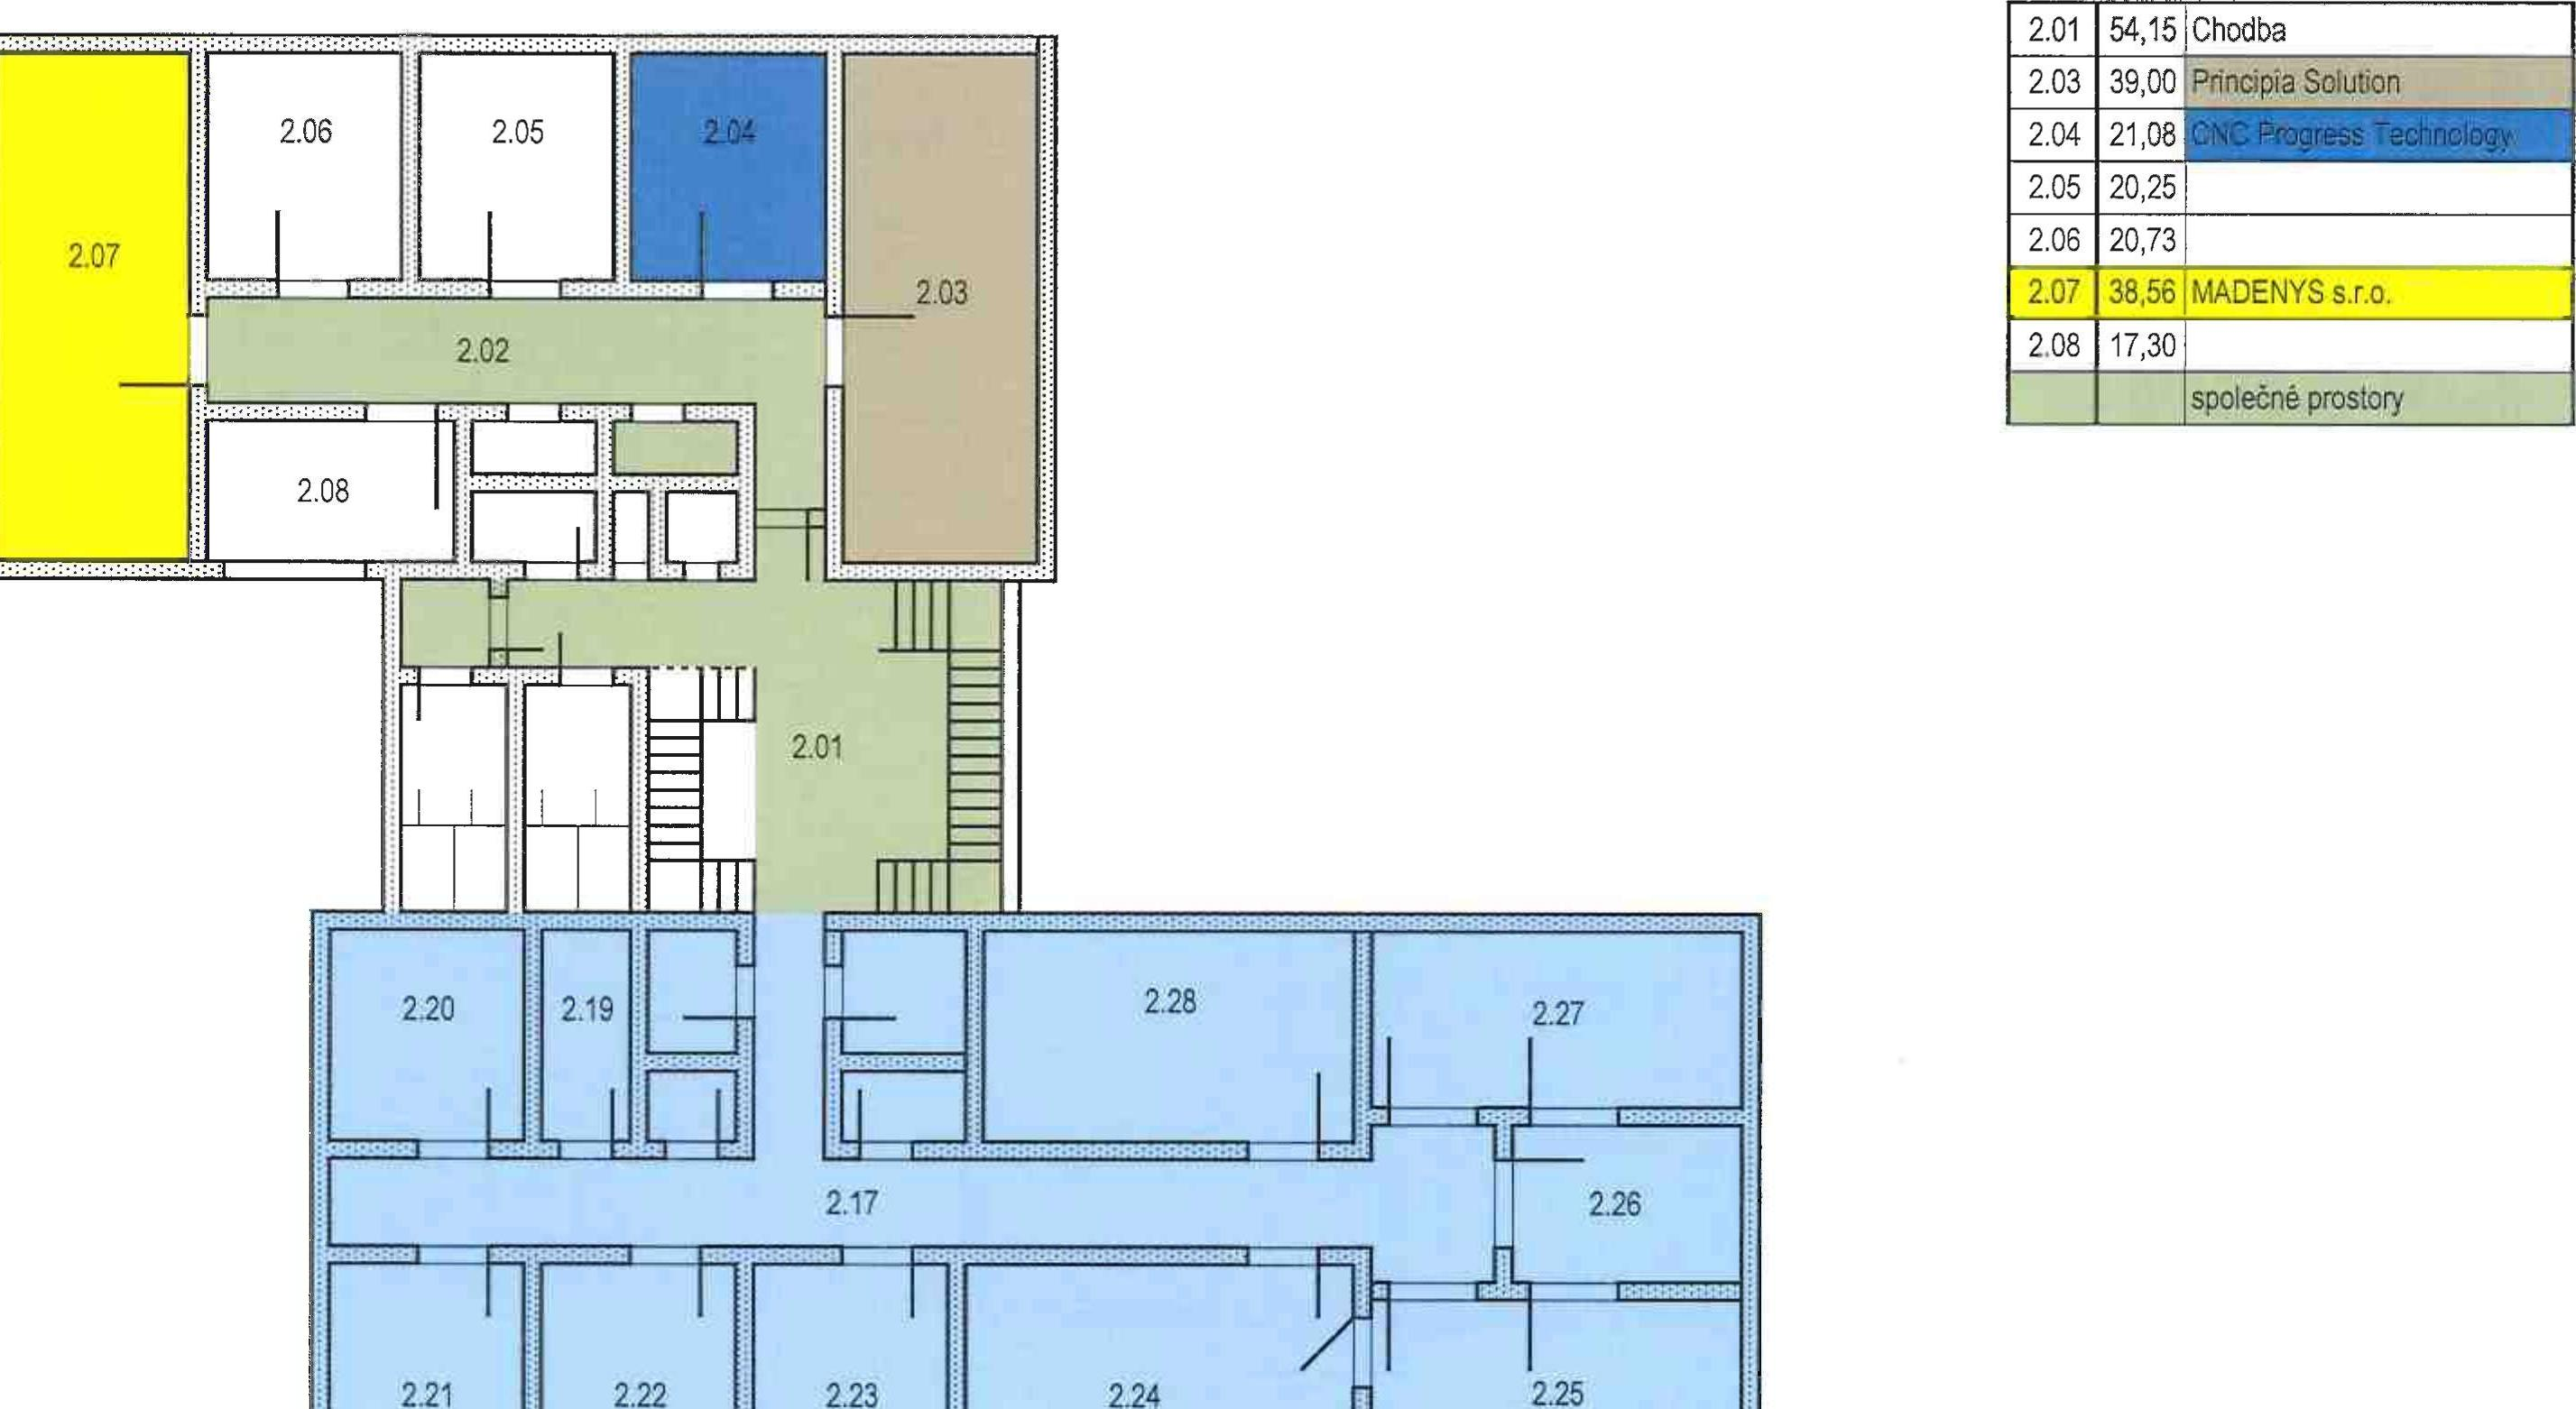 2.01 54,15 Chodba
2.03 39,00 Principia Solution
2.04 21,08 CNC Progress Technology
2.05 20,25
2.06 20,73
2.07 38,56 MADENYS s.r.o.
2.08 17,30
společné prostory
2.06 2.05 2.04
2.07
2.03
2.02
2.08
2.01
2.20 2.19 2.28 2.27
2.17 2.26
2.21 2.22 2.23 2.24 2.25